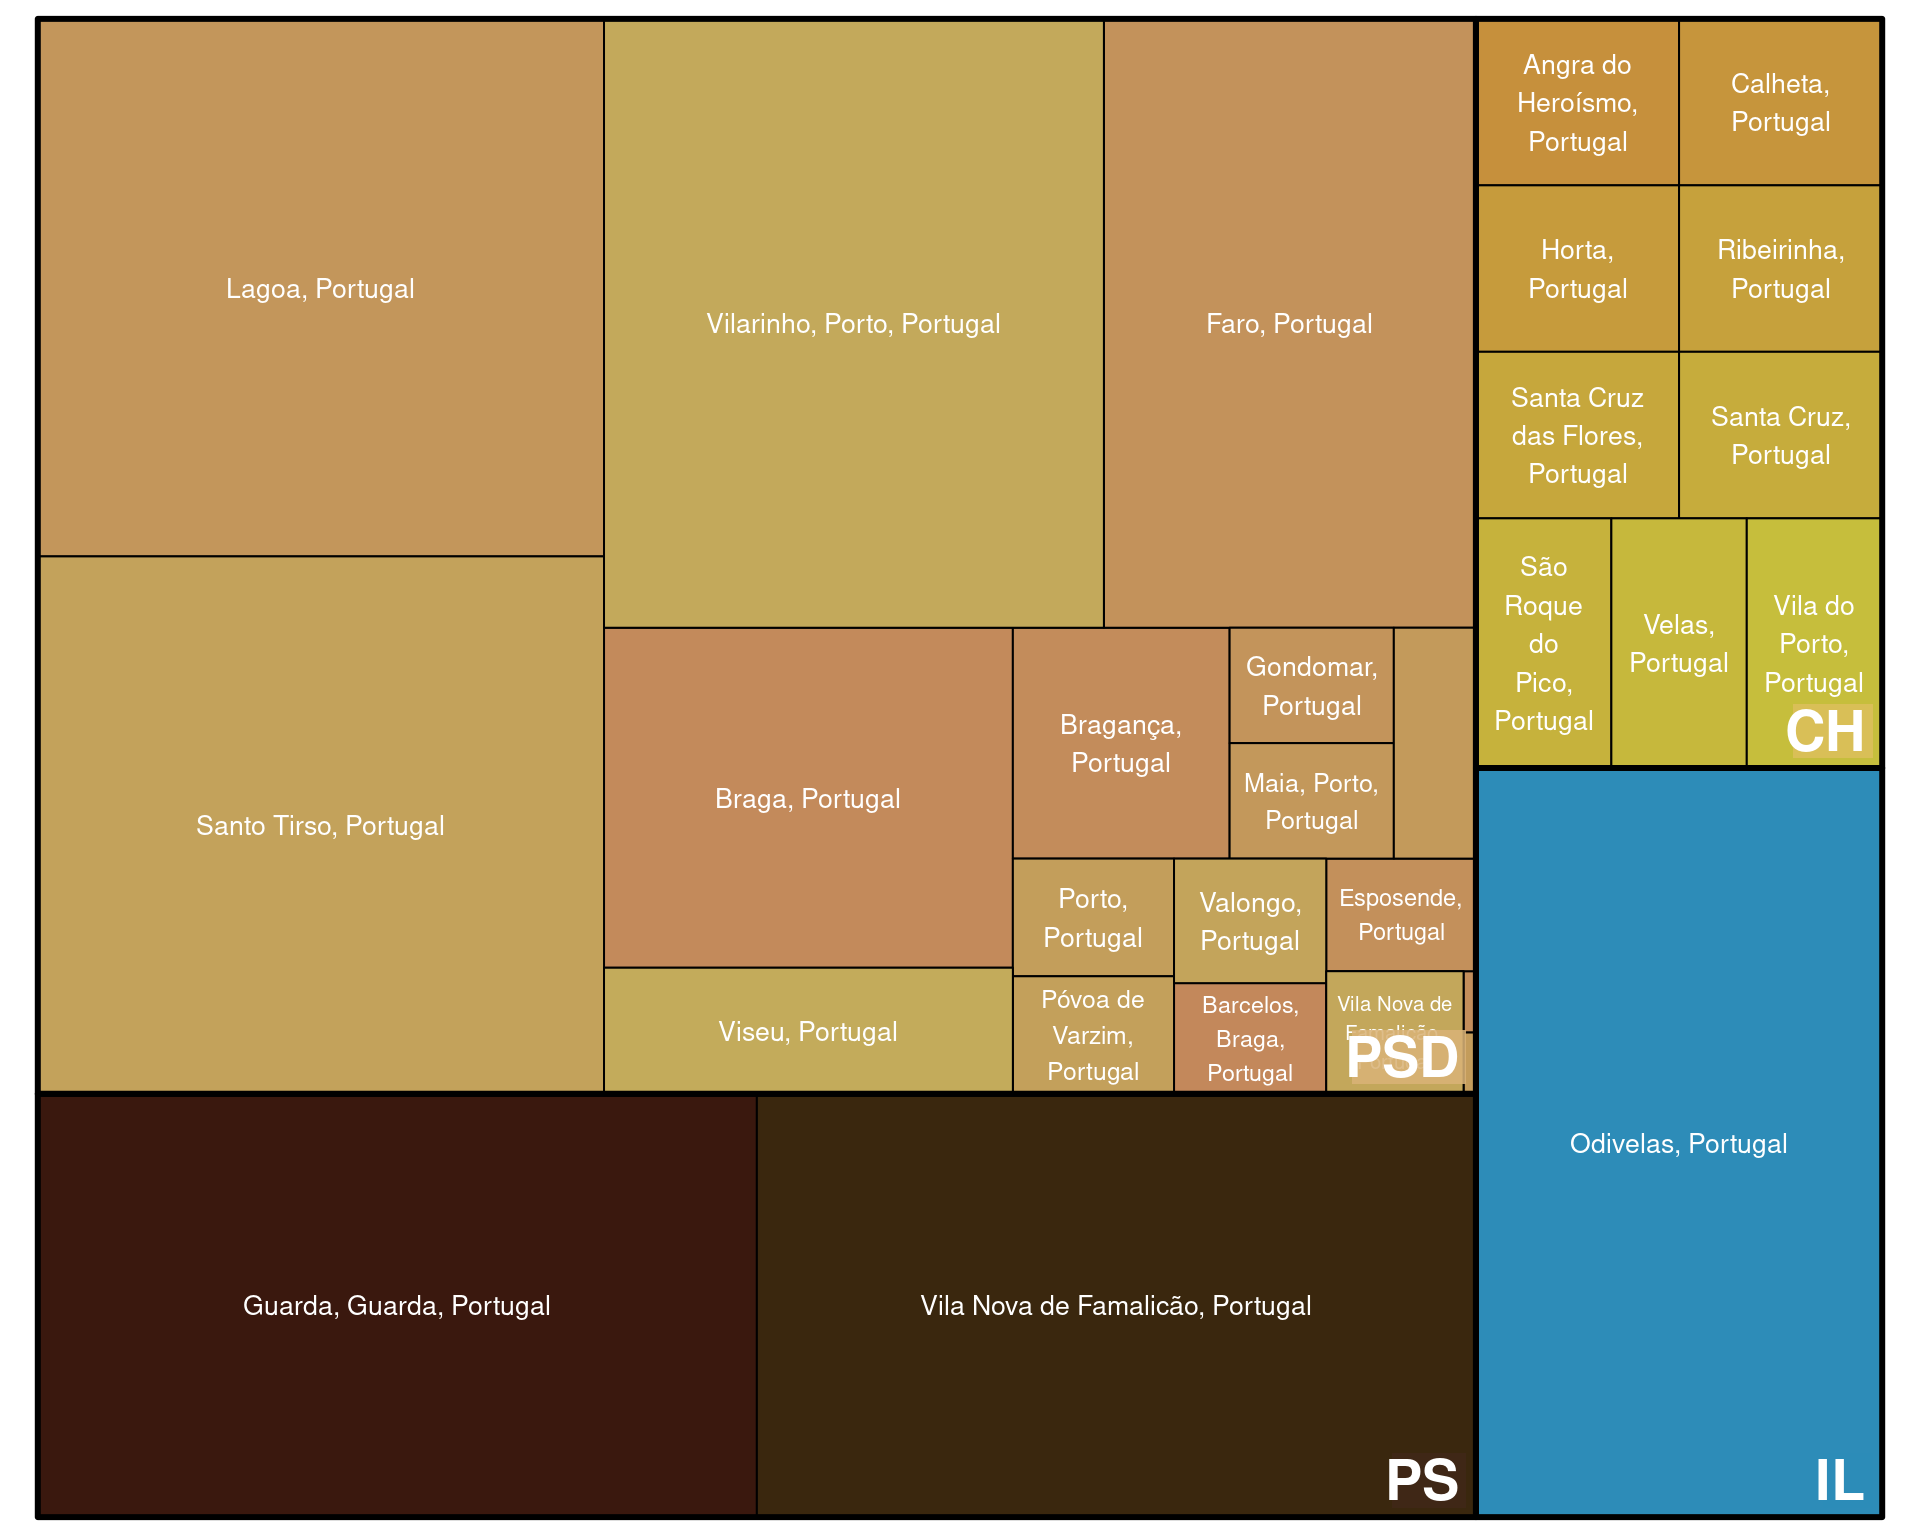 Lagoa, Portugal
Vilarinho, Porto, Portugal
Faro, Portugal
Santo Tirso, Portugal
Braga, Portugal
Viseu, Portugal
Bragança,
Portugal
Gondomar,
Portugal
Maia, Porto,
Portugal
Porto,
Portugal
Póvoa de
Varzim,
Portugal
Valongo,
Portugal
Barcelos,
Braga,
Portugal
Esposende,
Portugal
Vila Nova de
Famalicão,
PSD
Angra do
Heroísmo,
Portugal
Calheta,
Portugal
Horta,
Portugal
Ribeirinha,
Portugal
Santa Cruz
das Flores,
Portugal
Santa Cruz,
Portugal
São
Roque
do
Pico,
Portugal
Velas,
Portugal
Vila do
Porto,
Portugal
CH
Guarda, Guarda, Portugal
Vila Nova de Famalicão, Portugal
PS
Odivelas, Portugal
IL